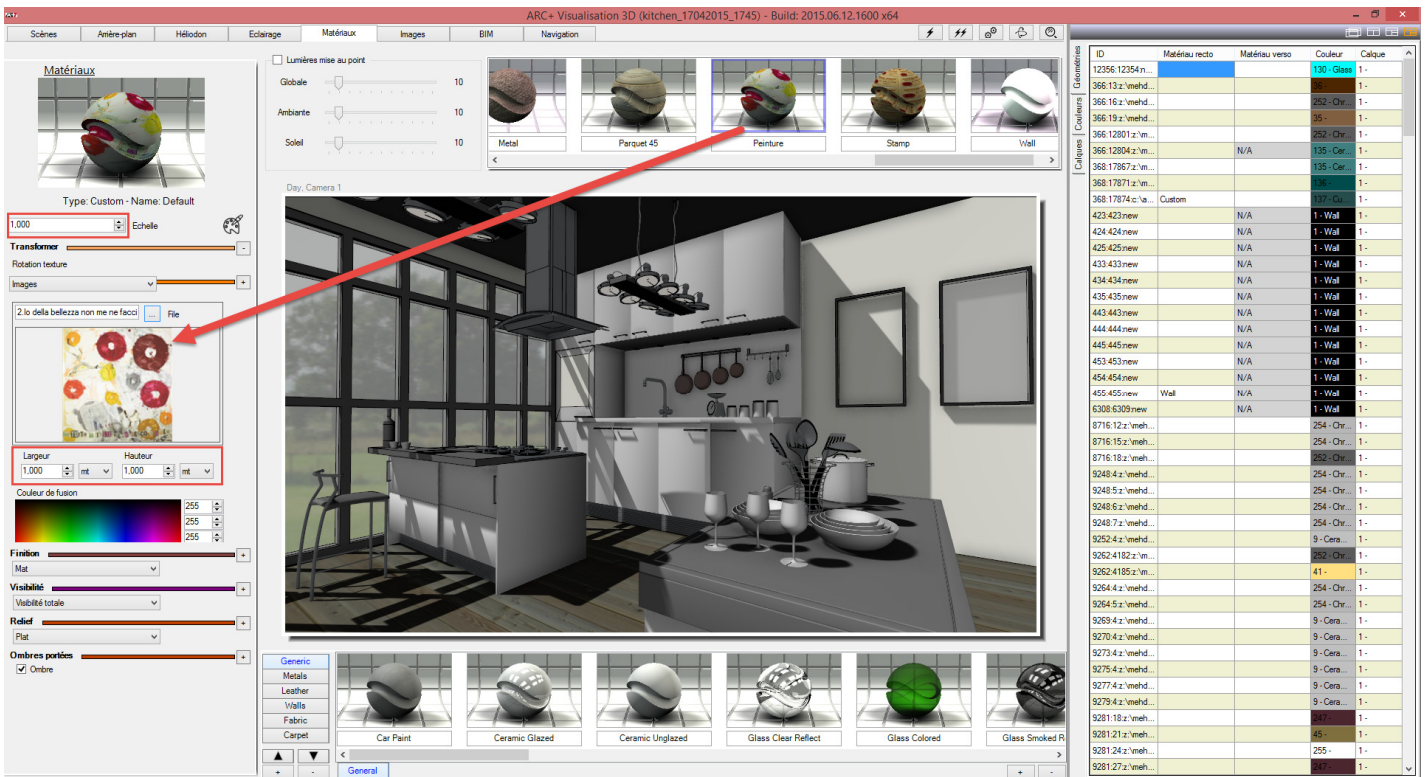 ARC+ Visualisation 3D (kitchen_17042015_1745) - Build: 2015.06.12.1600 x64
Scènes Arrière-plan Héliodon Eclairage Matériaux Images BIM Navigation
Matériaux
Type: Custom - Name: Default
1,000 Echelle
Transformer -
Rotation texture
Images +
2.Io della bellezza non me ne facci ... File
Largeur Hauteur
1,000 mt 1,000 mt
Couleur de fusion
255
255
255
Finition +
Mat
Visibilité +
Visibilité totale
Relief +
Plat
Ombres portées +
Ombre
Lumières mise au point
Globale 10
Ambiante 10
Soleil 10
Metal Parquet 45 Peinture Stamp Wall
Day, Camera 1
Generic
Metals
Leather
Walls
Fabric
Carpet
Car Paint Ceramic Glazed Ceramic Unglazed Glass Clear Reflect Glass Colored Glass Smoked R
+ - General + -
Géométries
Couleurs
Calques
ID Matériau recto Matériau verso Couleur Calque
12356:12354:n... 130 - Glass 1 -
366:13:z:\mehd... 36 - 1 -
366:16:z:\mehd... 252 - Chr... 1 -
366:19:z:\mehd... 35 - 1 -
366:12801:z:\m... 252 - Chr... 1 -
366:12804:z:\m... N/A 135 - Cer... 1 -
368:17867:z:\m... 135 - Cer... 1 -
368:17871:z:\m... 136 - 1 -
368:17874:c:\a... Custom 137 - Cu... 1 -
423:423:new N/A 1 - Wall 1 -
424:424:new N/A 1 - Wall 1 -
425:425:new N/A 1 - Wall 1 -
433:433:new N/A 1 - Wall 1 -
434:434:new N/A 1 - Wall 1 -
435:435:new N/A 1 - Wall 1 -
443:443:new N/A 1 - Wall 1 -
444:444:new N/A 1 - Wall 1 -
445:445:new N/A 1 - Wall 1 -
453:453:new N/A 1 - Wall 1 -
454:454:new N/A 1 - Wall 1 -
455:455:new Wall N/A 1 - Wall 1 -
6308:6309:new N/A 1 - Wall 1 -
8716:12:z:\meh... 254 - Chr... 1 -
8716:15:z:\meh... 254 - Chr... 1 -
8716:18:z:\meh... 252 - Chr... 1 -
9248:4:z:\mehd... 254 - Chr... 1 -
9248:5:z:\mehd... 254 - Chr... 1 -
9248:6:z:\mehd... 254 - Chr... 1 -
9248:7:z:\mehd... 254 - Chr... 1 -
9252:4:z:\mehd... 9 - Cera... 1 -
9262:4182:z:\m... 252 - Chr... 1 -
9262:4185:z:\m... 41 - 1 -
9264:4:z:\mehd... 254 - Chr... 1 -
9264:5:z:\mehd... 254 - Chr... 1 -
9269:4:z:\mehd... 9 - Cera... 1 -
9270:4:z:\mehd... 9 - Cera... 1 -
9273:4:z:\mehd... 9 - Cera... 1 -
9275:4:z:\mehd... 9 - Cera... 1 -
9277:4:z:\mehd... 9 - Cera... 1 -
9279:4:z:\mehd... 9 - Cera... 1 -
9281:18:z:\meh... 247 - 1 -
9281:21:z:\meh... 45 - 1 -
9281:24:z:\meh... 255 - 1 -
9281:27:z:\meh... 247 - 1 -